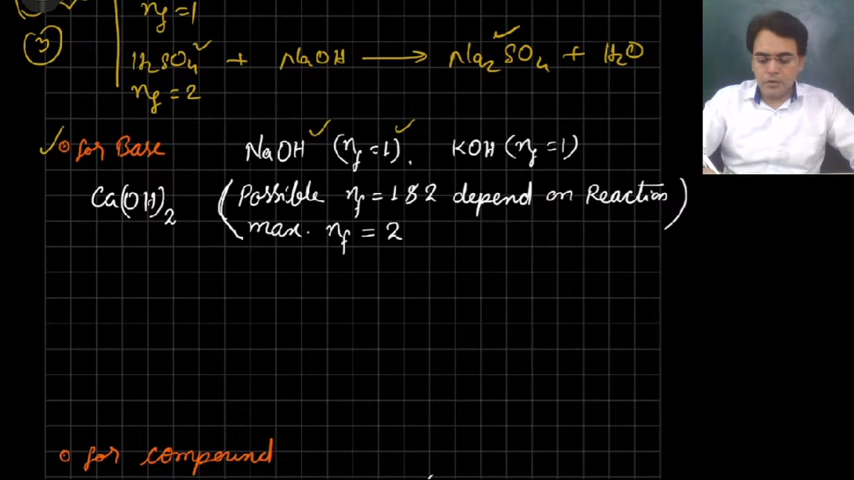 nf = 1
3
H2SO4 + NaOH → Na2SO4 + H2O
nf = 2
for Base NaOH (nf = 1), KOH (nf = 1)
Ca(OH)2 (Possible nf = 1 & 2 depend on Reaction)
max. nf = 2
for compound